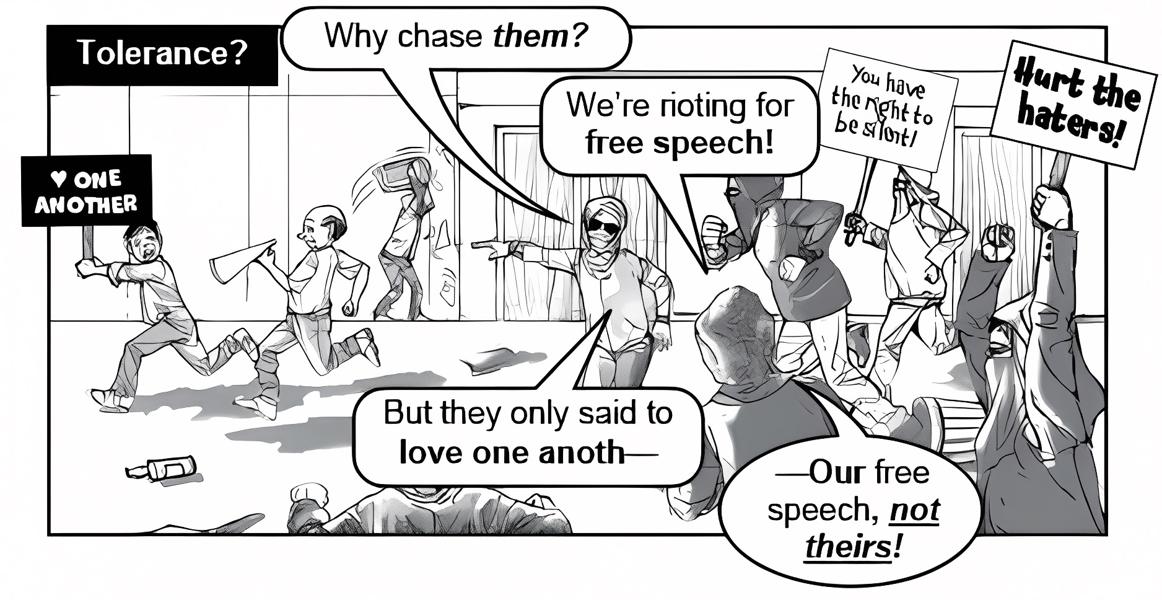 Tolerance?
Why chase them?
We're rioting for
free speech!
You have
the right to
be silent!
Hurt the
haters!
♥ ONE
ANOTHER
But they only said to
love one anoth—
—Our free
speech, not
theirs!